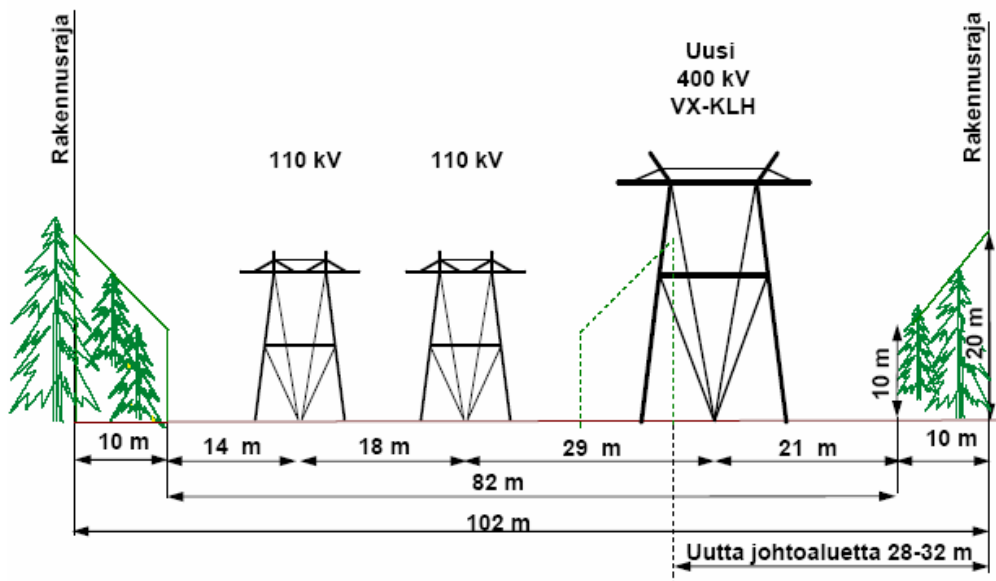 Rakennusraja
Rakennusraja
Uusi
400 kV
VX-KLH
110 kV
110 kV
10 m
20 m
10 m
14 m
18 m
29 m
21 m
10 m
82 m
102 m
Uutta johtoaluetta 28-32 m